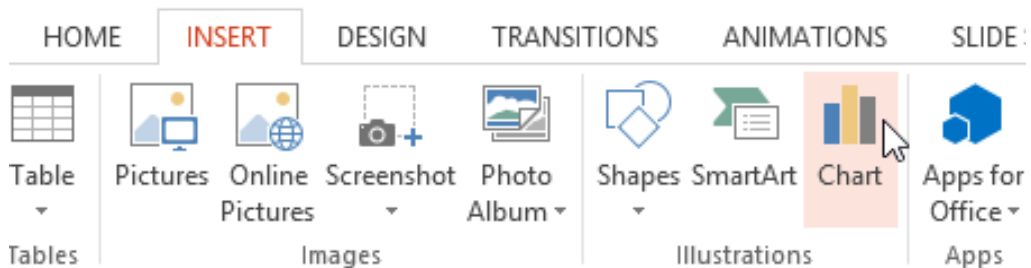 HOME INSERT DESIGN TRANSITIONS ANIMATIONS SLIDE
Table Pictures Online Screenshot Photo Shapes SmartArt Chart Apps for
Pictures Album Office
Tables Images Illustrations Apps